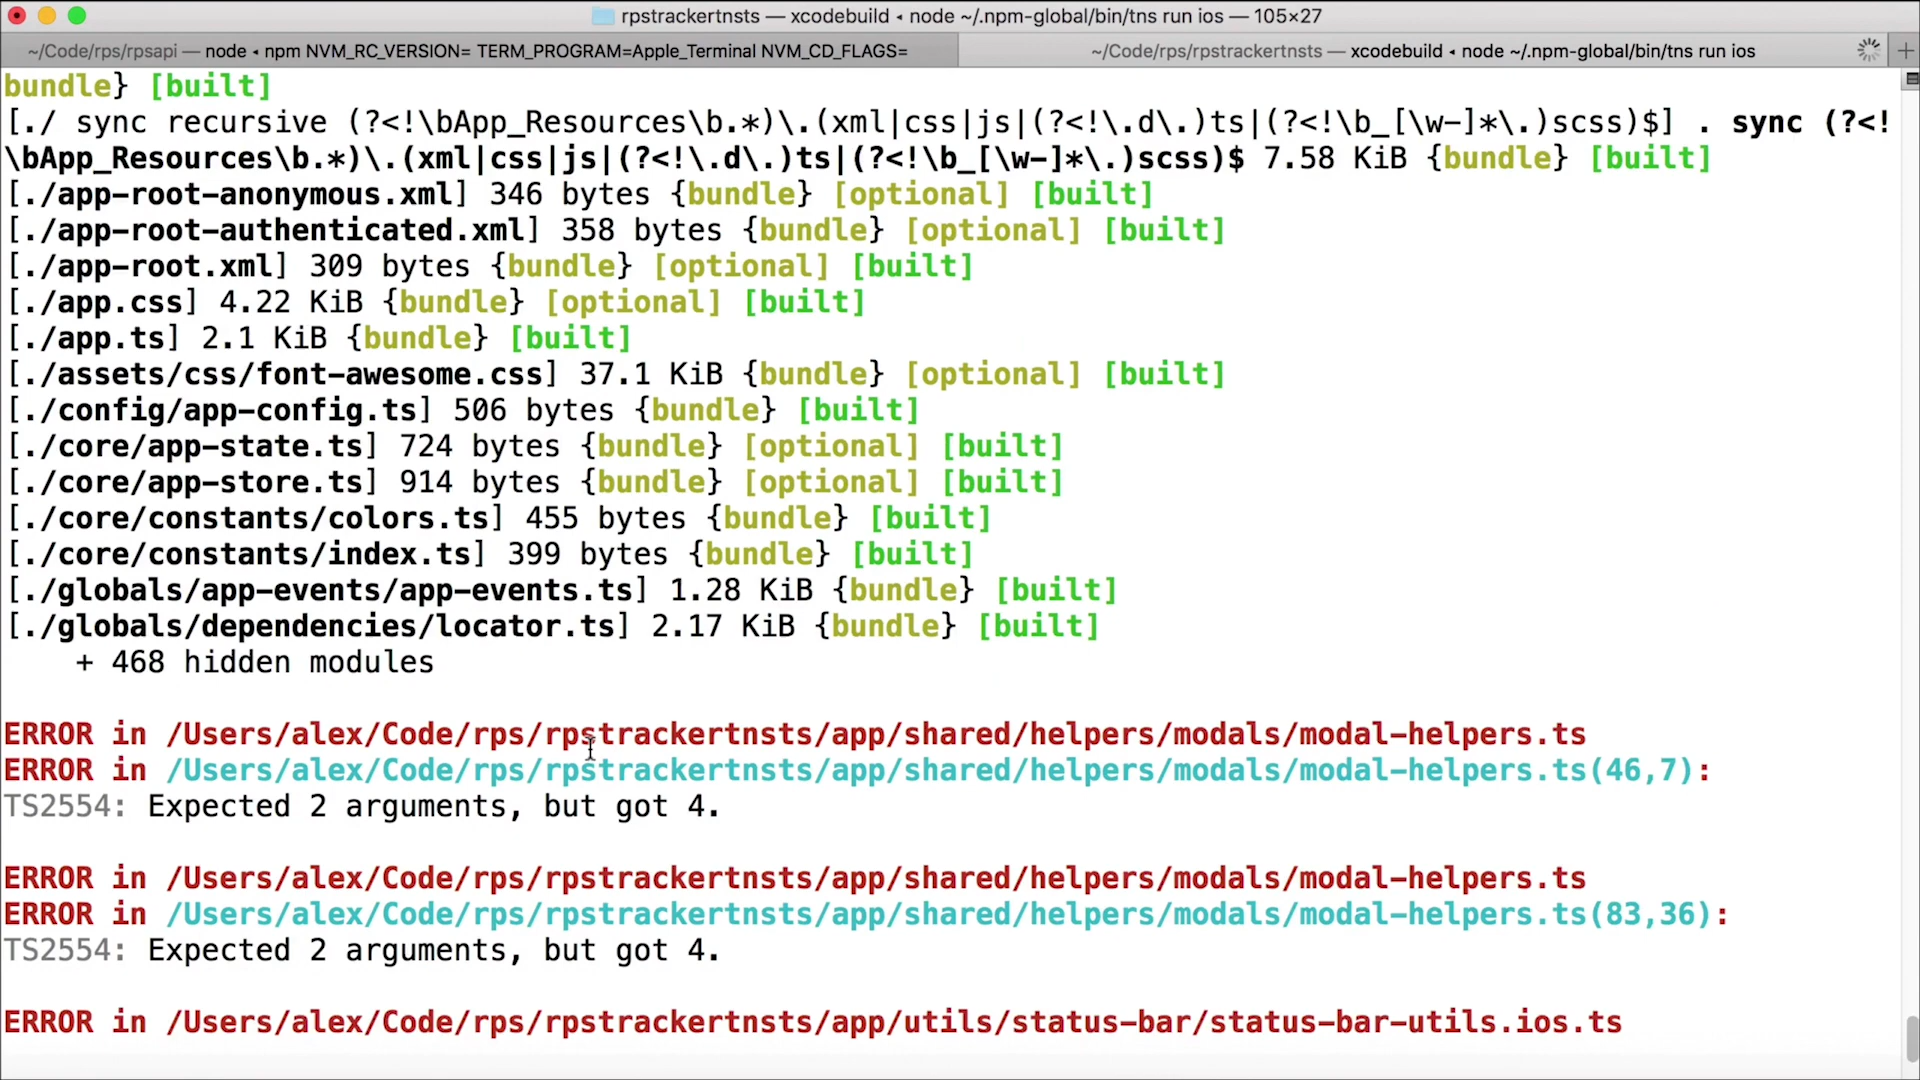 rpstrackertnsts — xcodebuild ◂ node ~/.npm-global/bin/tns run ios — 105×27
~/Code/rps/rpsapi — node ◂ npm NVM_RC_VERSION= TERM_PROGRAM=Apple_Terminal NVM_CD_FLAGS=
~/Code/rps/rpstrackertnsts — xcodebuild ◂ node ~/.npm-global/bin/tns run ios
bundle} [built]
[./ sync recursive (?<!\bApp_Resources\b.*)\.(xml|css|js|(?<!\.d\.)ts|(?<!\b_[\w-]*\.)scss)$] . sync (?<!
\bApp_Resources\b.*)\.(xml|css|js|(?<!\.d\.)ts|(?<!\b_[\w-]*\.)scss)$ 7.58 KiB {bundle} [built]
[./app-root-anonymous.xml] 346 bytes {bundle} [optional] [built]
[./app-root-authenticated.xml] 358 bytes {bundle} [optional] [built]
[./app-root.xml] 309 bytes {bundle} [optional] [built]
[./app.css] 4.22 KiB {bundle} [optional] [built]
[./app.ts] 2.1 KiB {bundle} [built]
[./assets/css/font-awesome.css] 37.1 KiB {bundle} [optional] [built]
[./config/app-config.ts] 506 bytes {bundle} [built]
[./core/app-state.ts] 724 bytes {bundle} [optional] [built]
[./core/app-store.ts] 914 bytes {bundle} [optional] [built]
[./core/constants/colors.ts] 455 bytes {bundle} [built]
[./core/constants/index.ts] 399 bytes {bundle} [built]
[./globals/app-events/app-events.ts] 1.28 KiB {bundle} [built]
[./globals/dependencies/locator.ts] 2.17 KiB {bundle} [built]
+ 468 hidden modules
ERROR in /Users/alex/Code/rps/rpstrackertnsts/app/shared/helpers/modals/modal-helpers.ts
ERROR in /Users/alex/Code/rps/rpstrackertnsts/app/shared/helpers/modals/modal-helpers.ts(46,7):
TS2554: Expected 2 arguments, but got 4.
ERROR in /Users/alex/Code/rps/rpstrackertnsts/app/shared/helpers/modals/modal-helpers.ts
ERROR in /Users/alex/Code/rps/rpstrackertnsts/app/shared/helpers/modals/modal-helpers.ts(83,36):
TS2554: Expected 2 arguments, but got 4.
ERROR in /Users/alex/Code/rps/rpstrackertnsts/app/utils/status-bar/status-bar-utils.ios.ts